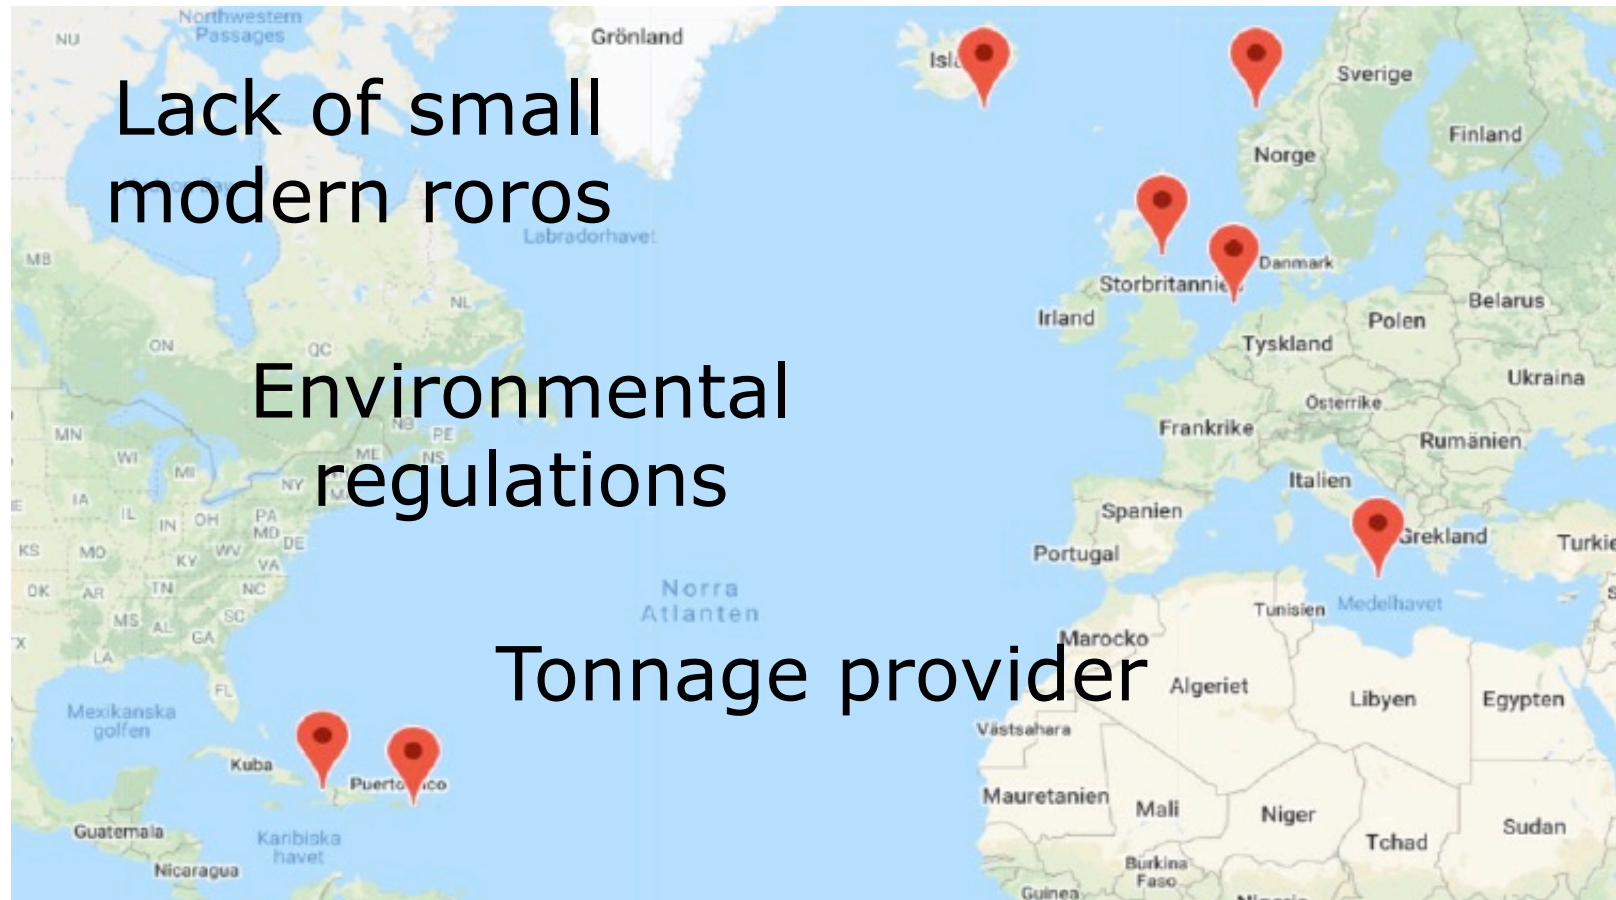 Northwestern
Passages
NU
Grönland
Sverige
Lack of small
modern roros
Finland
Norge
Labradorhavet
MB
Danmark
Storbritannien
NL
Belarus
Irland
Polen
ON
QC
Tyskland
Environmental
regulations
Ukraina
Österrike
NB
PE
Frankrike
MN
Rumänien
WI
ME
NS
MI
NY
Italien
IA
IL
IN
OH
PA
MD
DE
Spanien
Grekland
KS
MO
WV
KY
VA
Portugal
OK
AR
TN
NC
Norra
Atlanten
Tunisien
Medelhavet
MS
AL
SC
GA
Marocko
LA
Tonnage provider
FL
Algeriet
Libyen
Egypten
Mexikanska
golfen
Västsahara
Kuba
Mauretanien
Mali
Niger
Guatemala
Karibiska
havet
Tchad
Sudan
Nicaragua
Burkina
Faso
Guinea